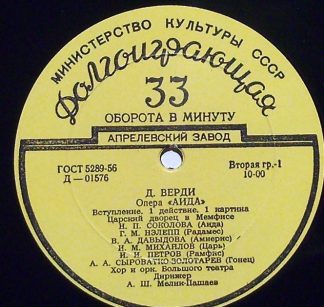 МИНИСТЕРСТВО КУЛЬТУРЫ СССР
Долгоиграющая
33
ОБОРОТА В МИНУТУ
АПРЕЛЕВСКИЙ ЗАВОД
ГОСТ 5289-56
Д—01576
Вторая гр.-1
10-00
Д. ВЕРДИ
Опера «АИДА»
Вступление, 1 действие, 1 картина
Царский дворец в Мемфисе
Н. П. СОКОЛОВА (Аида)
Г. М. НЭЛЕПП (Радамес)
В. А. ДАВЫДОВА (Амнерис)
И. И. МИХАЙЛОВ (Царь)
И. И. ПЕТРОВ (Рамфис)
А. А. СЫРОВАТКО-ЗОЛОТАРЕВ (Гонец)
Хор и орк. Большого театра
Дирижер
А. Ш. Мелик-Пашаев